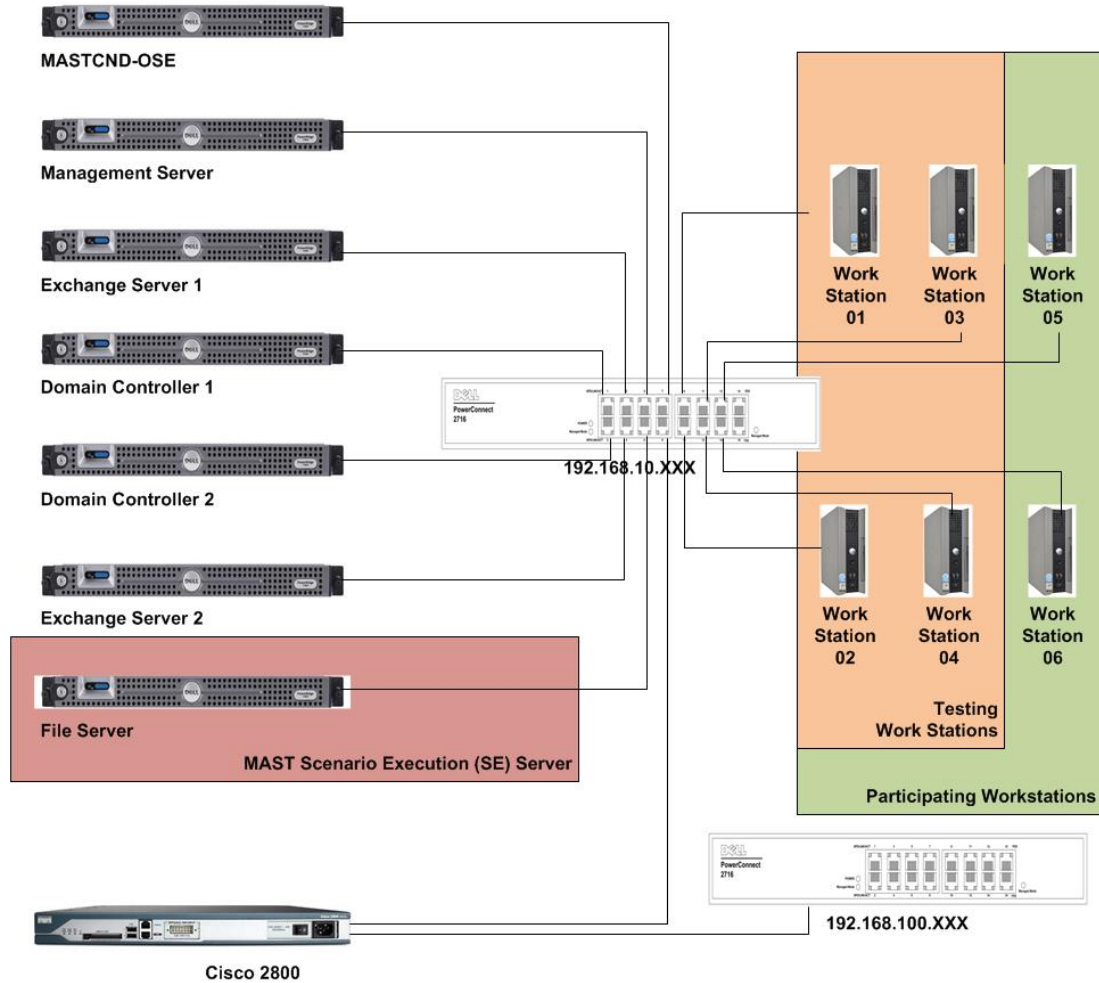 MASTCND-OSE
Management Server
Exchange Server 1
Domain Controller 1
Domain Controller 2
Exchange Server 2
File Server
MAST Scenario Execution (SE) Server
Cisco 2800
DELL
PowerConnect
2716
192.168.10.XXX
Work
Station
01
Work
Station
03
Work
Station
05
Work
Station
02
Work
Station
04
Work
Station
06
Testing
Work Stations
Participating Workstations
DELL
PowerConnect
2716
192.168.100.XXX